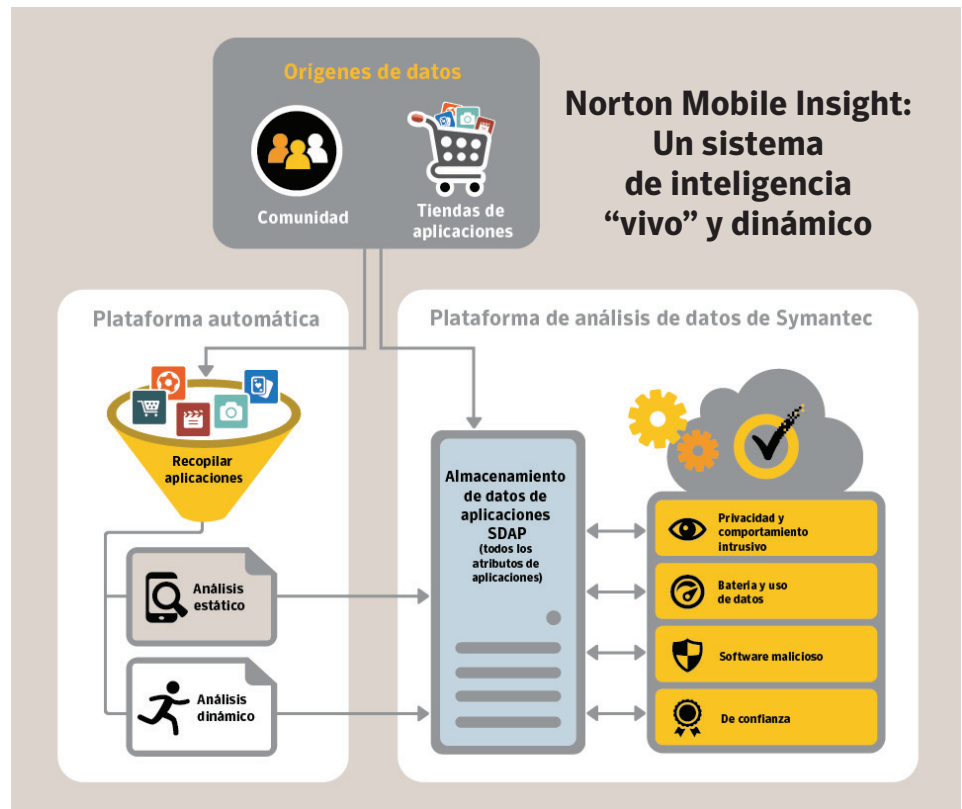 Orígenes de datos
Comunidad
Tiendas de
aplicaciones
Norton Mobile Insight:
Un sistema
de inteligencia
“vivo” y dinámico
Plataforma automática
Recopilar
aplicaciones
Análisis
estático
Análisis
dinámico
Plataforma de análisis de datos de Symantec
Almacenamiento
de datos de
aplicaciones
SDAP
(todos los
atributos de
aplicaciones)
Privacidad y
comportamiento
intrusivo
Bateria y uso
de datos
Software malicioso
De confianza